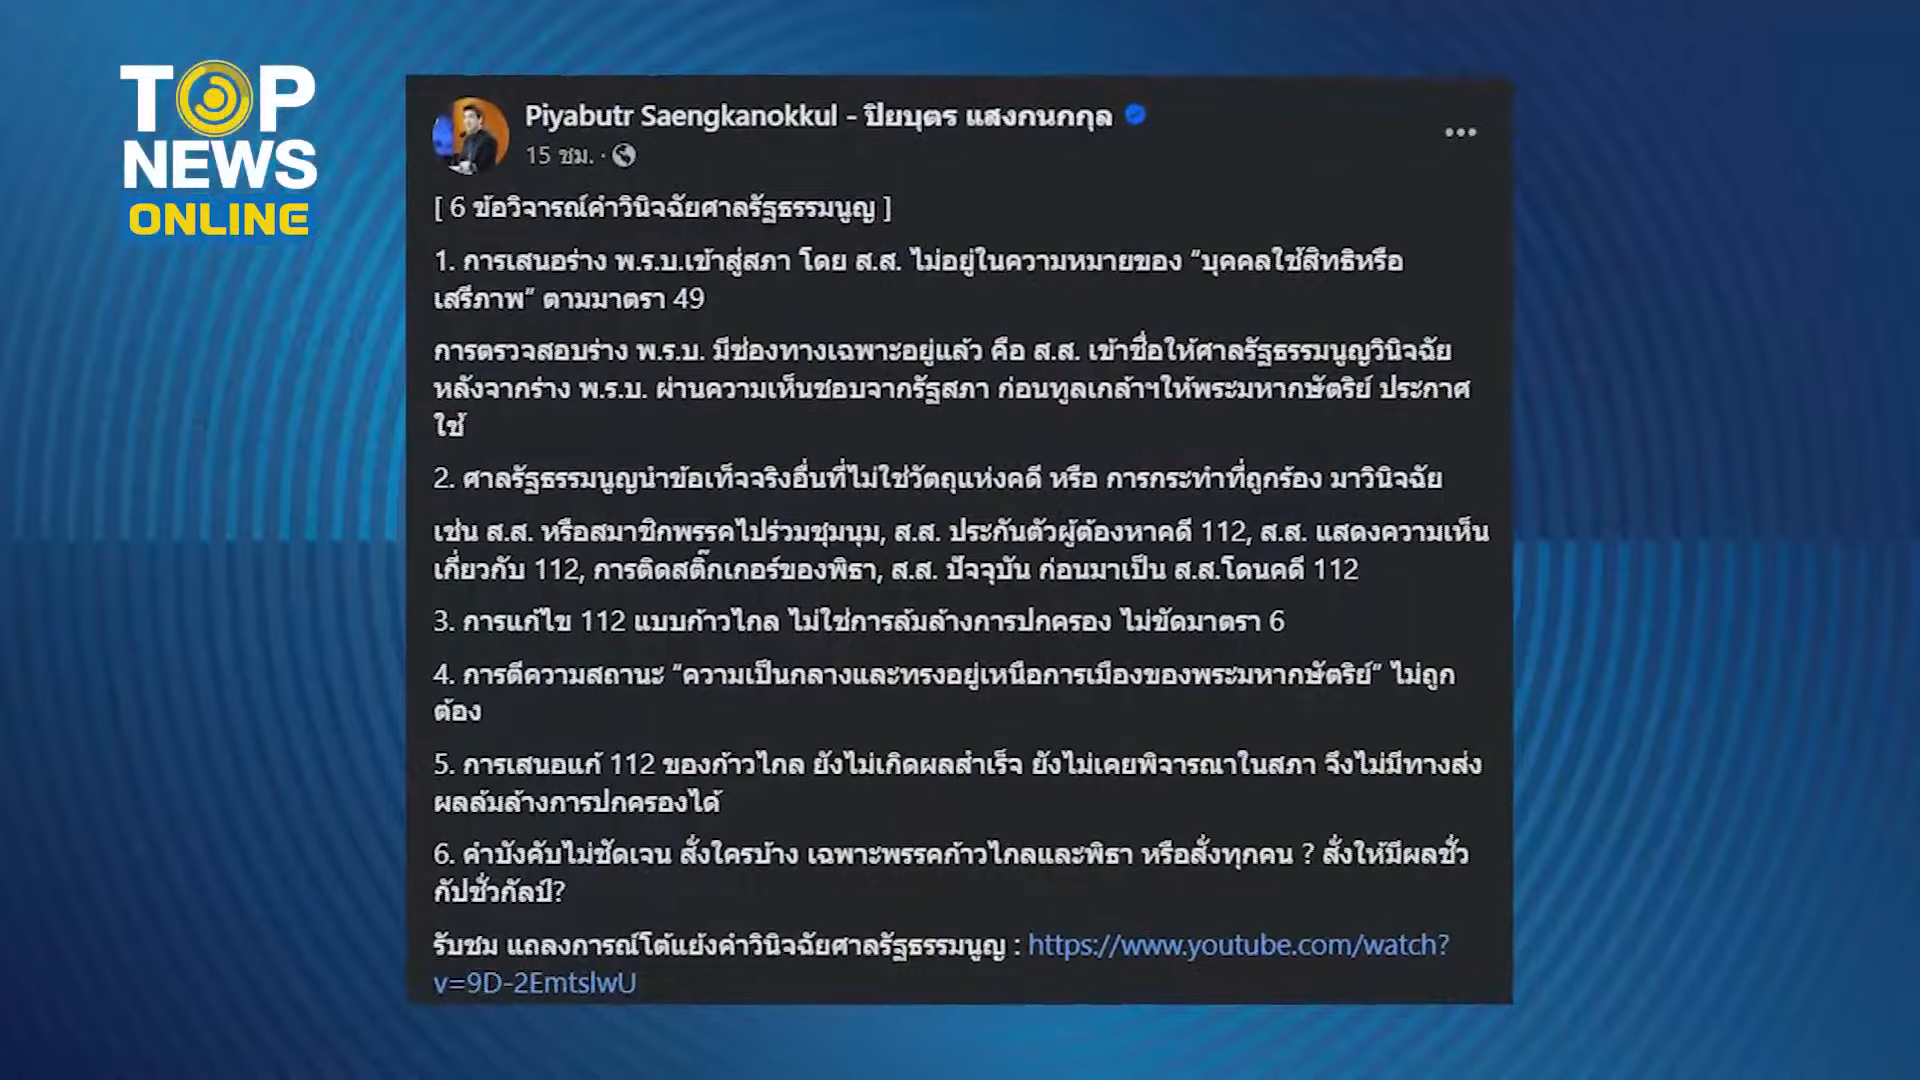 TOP
NEWS
ONLINE
Piyabutr Saengkanokkul - ปิยบุตร แสงกนกกุล
15 ชม. ·
[ 6 ข้อวิจารณ์คำวินิจฉัยศาลรัฐธรรมนูญ ]
1. การเสนอร่าง พ.ร.บ.เข้าสู่สภา โดย ส.ส. ไม่อยู่ในความหมายของ “บุคคลใช้สิทธิหรือ
เสรีภาพ” ตามมาตรา 49
การตรวจสอบร่าง พ.ร.บ. มีช่องทางเฉพาะอยู่แล้ว คือ ส.ส. เข้าชื่อให้ศาลรัฐธรรมนูญวินิจฉัย
หลังจากร่าง พ.ร.บ. ผ่านความเห็นชอบจากรัฐสภา ก่อนทูลเกล้าฯให้พระมหากษัตริย์ ประกาศ
ใช้
2. ศาลรัฐธรรมนูญนำข้อเท็จจริงอื่นที่ไม่ใช่วัตถุแห่งคดี หรือ การกระทำที่ถูกร้อง มาวินิจฉัย
เช่น ส.ส. หรือสมาชิกพรรคไปร่วมชุมนุม, ส.ส. ประกันตัวผู้ต้องหาคดี 112, ส.ส. แสดงความเห็น
เกี่ยวกับ 112, การติดสติ๊กเกอร์ของพิธา, ส.ส. ปัจจุบัน ก่อนมาเป็น ส.ส.โดนคดี 112
3. การแก้ไข 112 แบบก้าวไกล ไม่ใช่การล้มล้างการปกครอง ไม่ขัดมาตรา 6
4. การตีความสถานะ “ความเป็นกลางและทรงอยู่เหนือการเมืองของพระมหากษัตริย์” ไม่ถูก
ต้อง
5. การเสนอแก้ 112 ของก้าวไกล ยังไม่เกิดผลสำเร็จ ยังไม่เคยพิจารณาในสภา จึงไม่มีทางส่ง
ผลล้มล้างการปกครองได้
6. คำบังคับไม่ชัดเจน สั่งใครบ้าง เฉพาะพรรคก้าวไกลและพิธา หรือสั่งทุกคน ? สั่งให้มีผลชั่ว
กัปชั่วกัลป์?
รับชม แถลงการณ์โต้แย้งคำวินิจฉัยศาลรัฐธรรมนูญ : https://www.youtube.com/watch?
v=9D-2EmtslwU